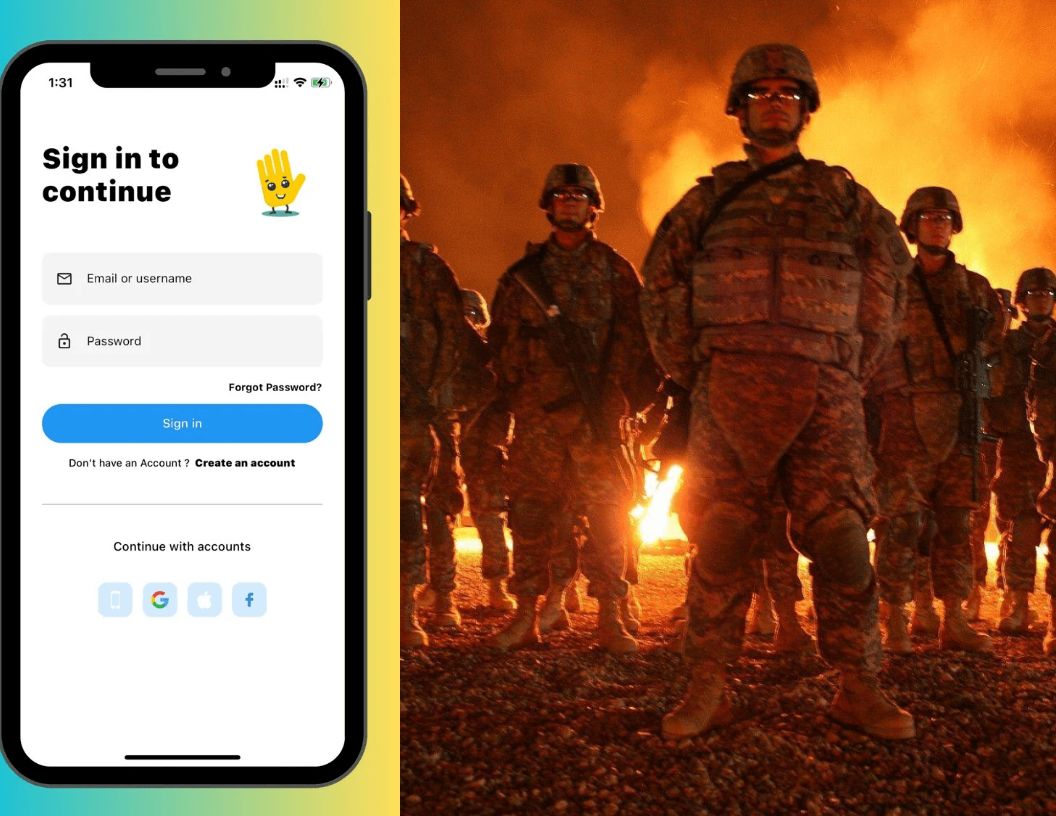 1:31
Sign in to
continue
Email or username
Password
Forgot Password?
Sign in
Don't have an Account ? Create an account
Continue with accounts